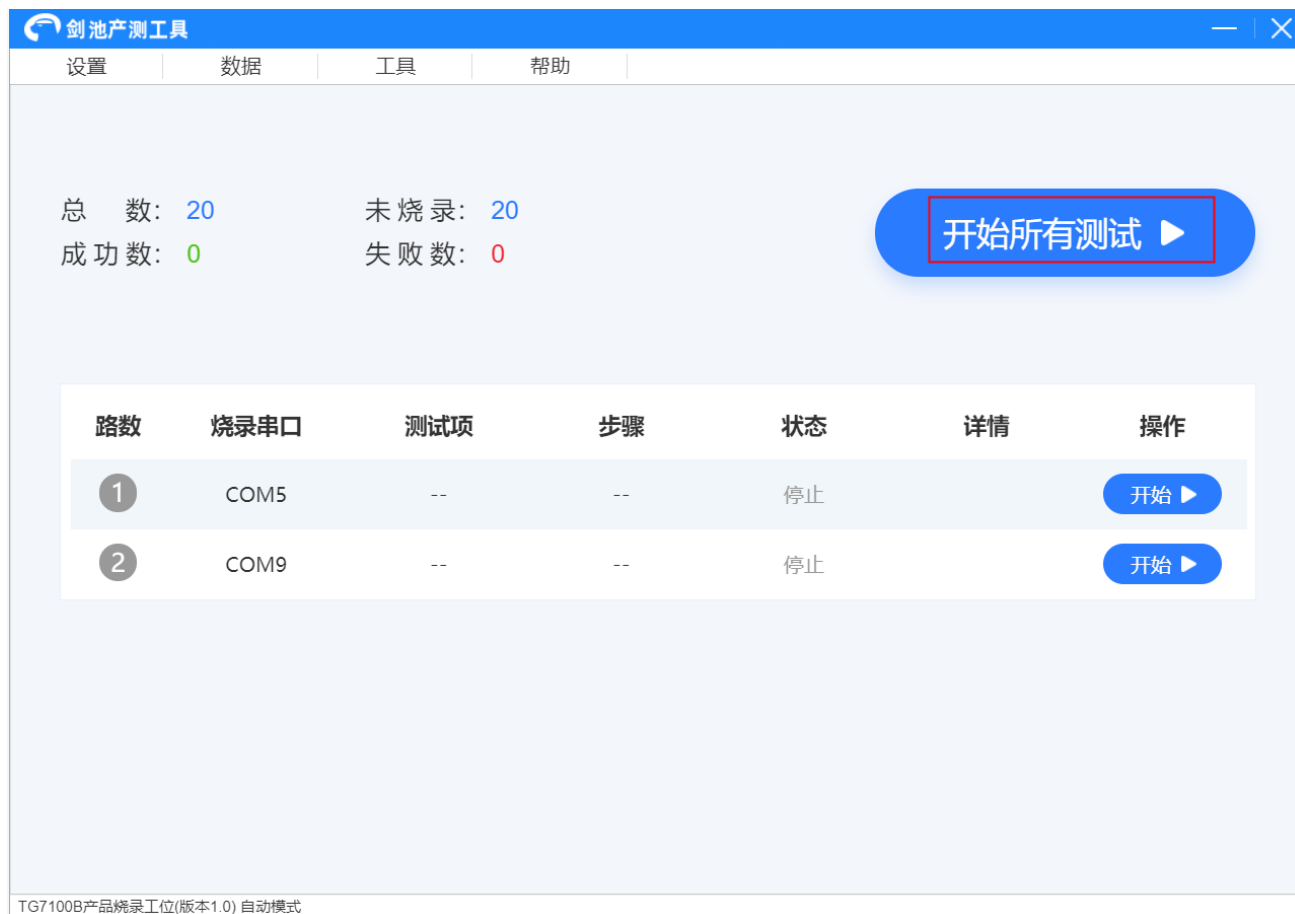 剑池产测工具
设置 数据 工具 帮助
总 数： 20 未烧录： 20
成功数： 0 失败数： 0
开始所有测试
路数 烧录串口 测试项 步骤 状态 详情 操作
1 COM5 -- -- 停止 开始
2 COM9 -- -- 停止 开始
TG7100B产品烧录工位(版本1.0) 自动模式